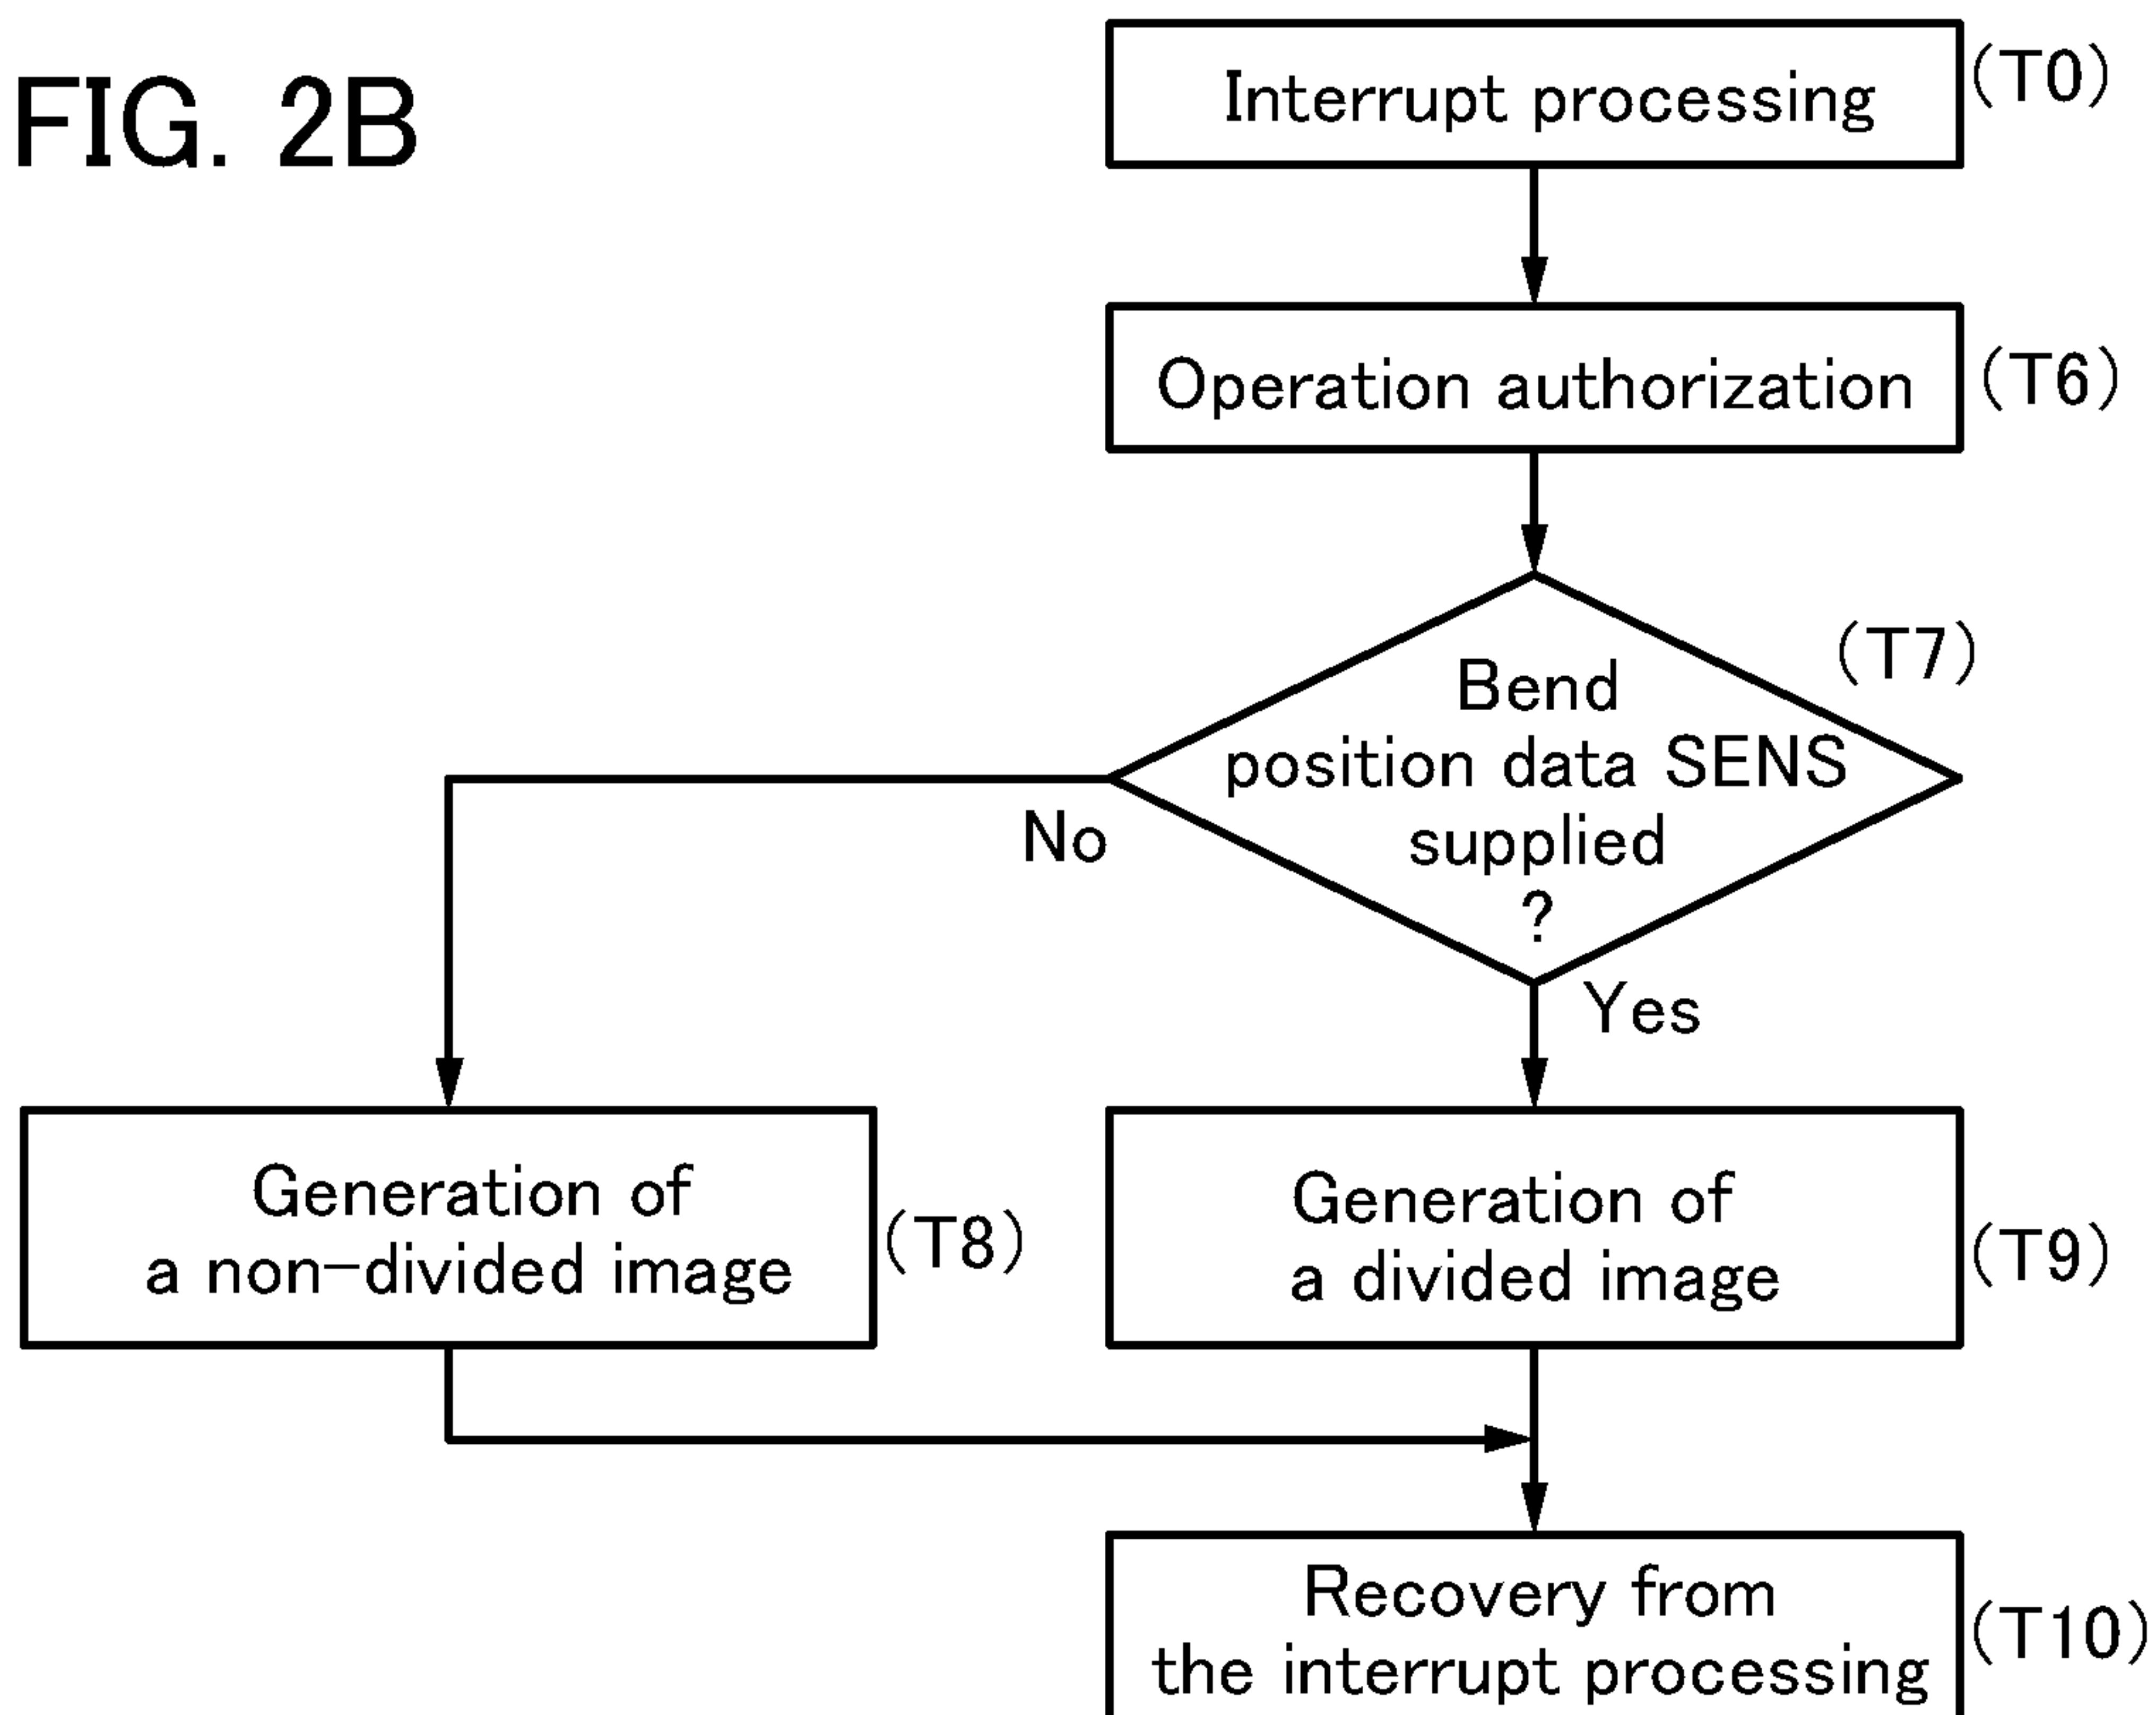 FIG. 2B
Interrupt processing
(T0)
Operation authorization
(T6)
(T7)
Bend
position data SENS
supplied
?
No
Yes
Generation of
a non-divided image
(T8)
Generation of
a divided image
(T9)
Recovery from
the interrupt processing
(T10)